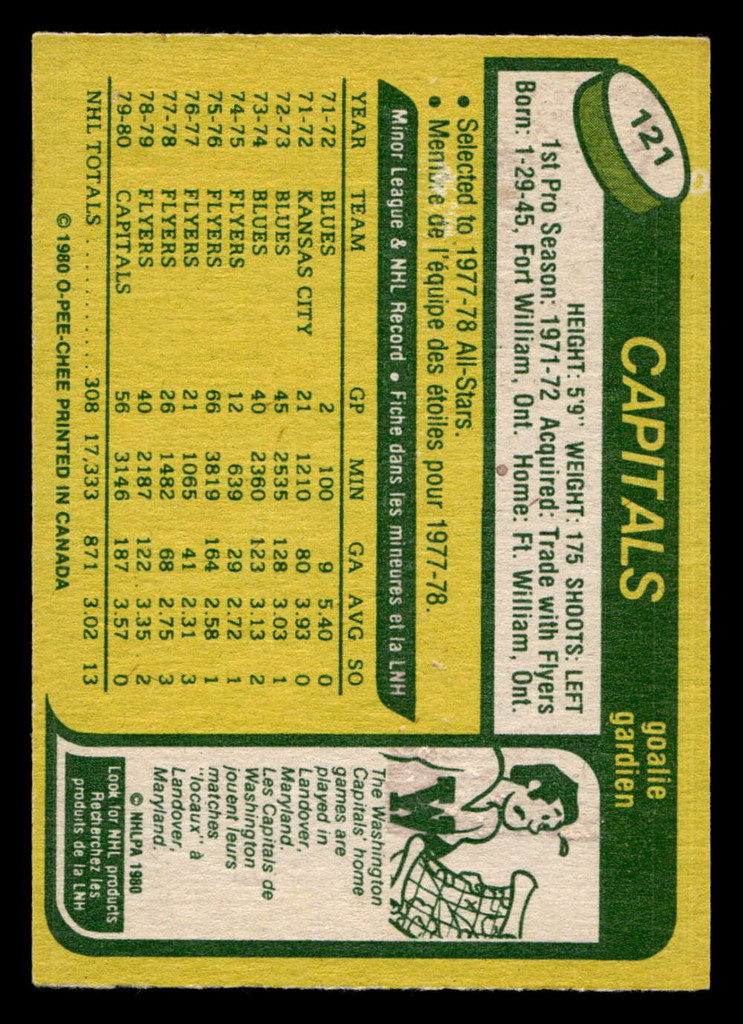 121
CAPITALS
goalie
gardien
HEIGHT: 5'9" WEIGHT: 175 SHOOTS: LEFT
1st Pro Season: 1971-72 Acquired: Trade with Flyers
Born: 1-29-45, Fort William, Ont. Home: Ft. William, Ont.
• Selected to 1977-78 All-Stars.
• Membre de l'équipe des étoiles pour 1977-78.
Minor League & NHL Record • Fiche dans les mineures et la LNH
YEAR TEAM GP MIN GA AVG SO
71-72 BLUES 2 100 9 5.40 0
71-72 KANSAS CITY 21 1210 80 3.93 0
72-73 BLUES 45 2535 128 3.03 1
73-74 BLUES 40 2360 123 3.13 2
74-75 FLYERS 12 639 29 2.72 1
75-76 FLYERS 66 3819 164 2.58 1
76-77 FLYERS 21 1065 41 2.31 3
77-78 FLYERS 26 1482 68 2.75 3
78-79 FLYERS 40 2187 122 3.35 2
79-80 CAPITALS 56 3146 187 3.57 0
NHL TOTALS .......... 308 17,333 871 3.02 13
© 1980 O-PEE-CHEE PRINTED IN CANADA
The Washington
Capitals' home
games are
played in
Landover,
Maryland.
Les Capitals de
Washington
jouent leurs
matches
"locaux" à
Landover,
Maryland.
© NHLPA 1980
Look for NHL products
Recherchez les
produits de la LNH